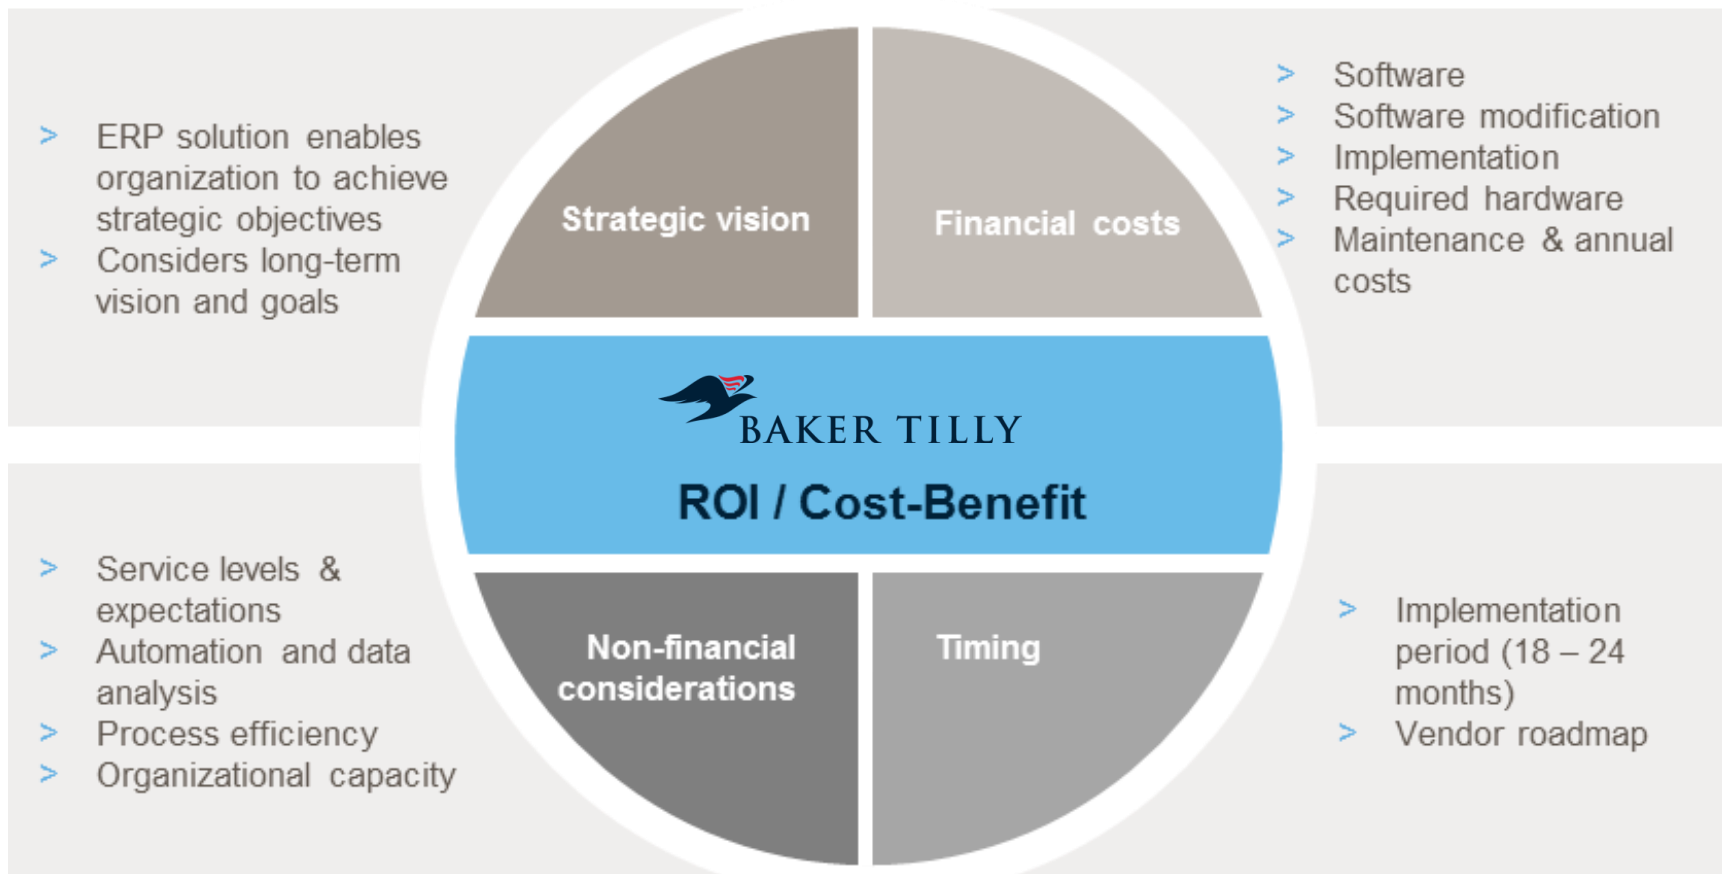 > ERP solution enables
organization to achieve
strategic objectives
> Considers long-term
vision and goals
Strategic vision
Financial costs
> Software
> Software modification
> Implementation
> Required hardware
> Maintenance & annual
costs
BAKER TILLY
ROI / Cost-Benefit
> Service levels &
expectations
> Automation and data
analysis
> Process efficiency
> Organizational capacity
Non-financial
considerations
Timing
> Implementation
period (18 – 24
months)
> Vendor roadmap